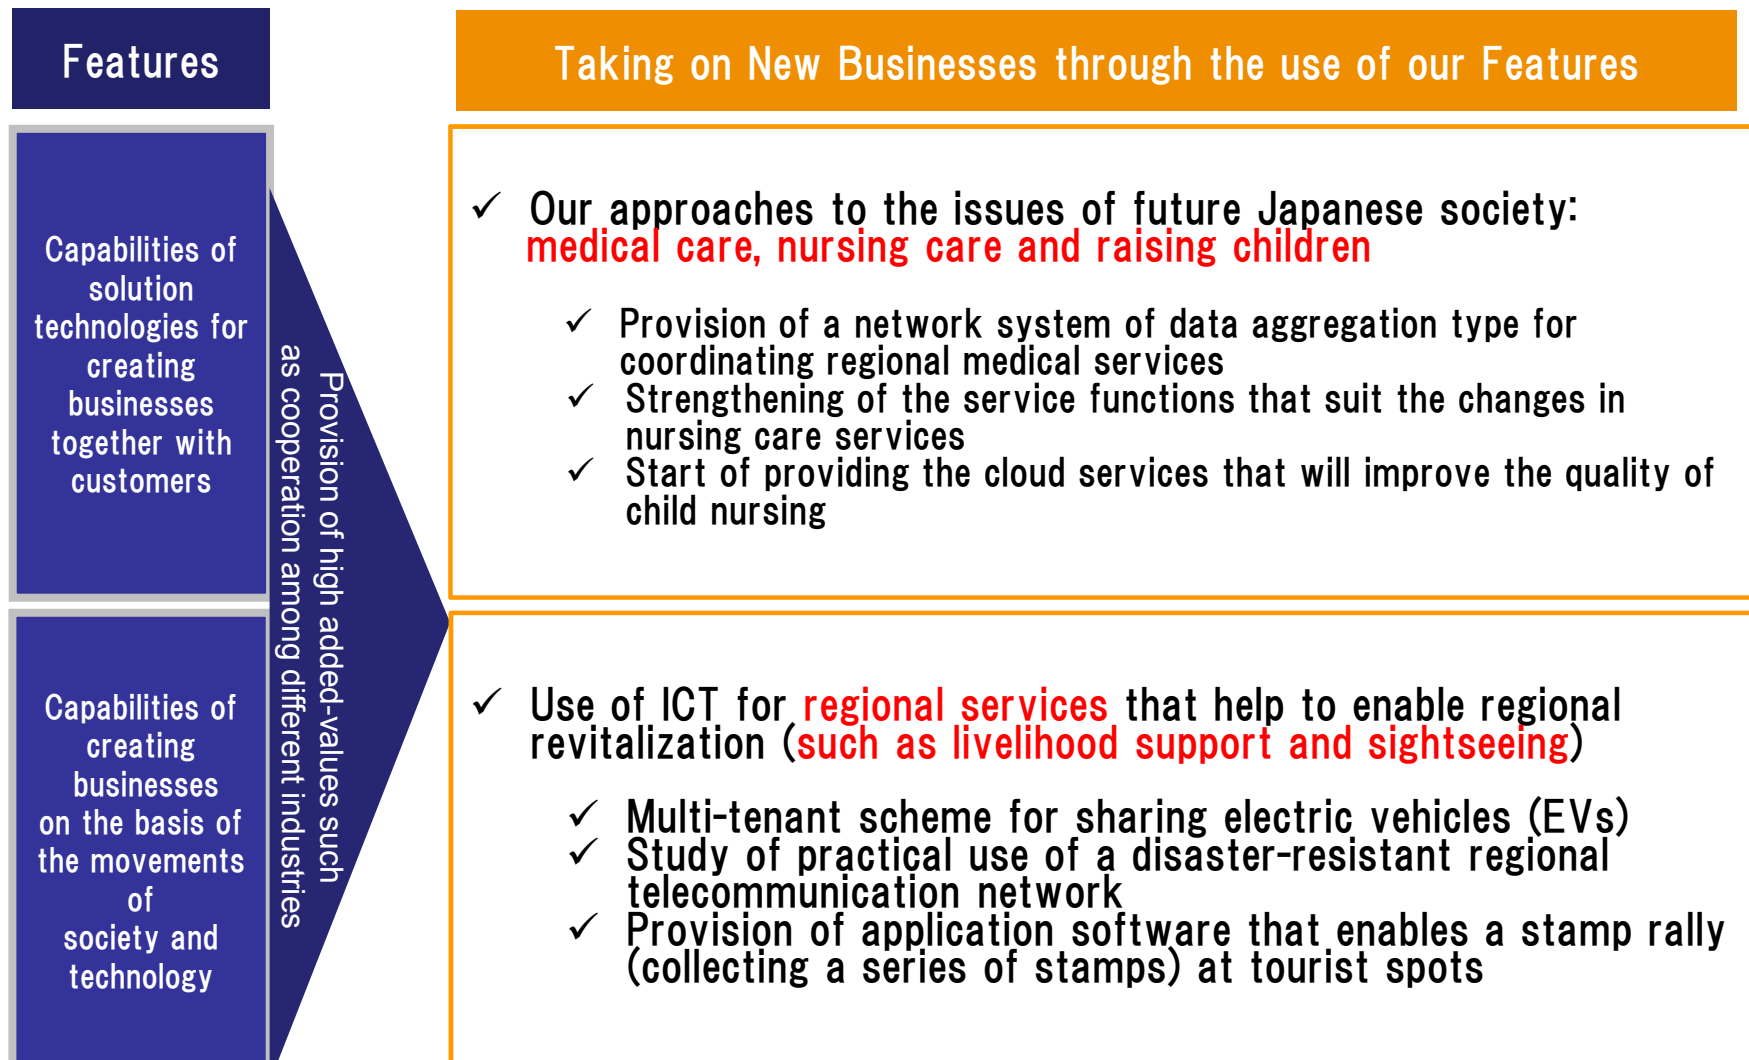 Features
Taking on New Businesses through the use of our Features
Capabilities of
solution
technologies for
creating
businesses
together with
customers
Capabilities of
creating
businesses
on the basis of
the movements
of
society and
technology
Provision of high added-values such
as cooperation among different industries
✓ Our approaches to the issues of future Japanese society:
medical care, nursing care and raising children
✓ Provision of a network system of data aggregation type for
coordinating regional medical services
✓ Strengthening of the service functions that suit the changes in
nursing care services
✓ Start of providing the cloud services that will improve the quality of
child nursing
✓ Use of ICT for regional services that help to enable regional
revitalization (such as livelihood support and sightseeing)
✓ Multi-tenant scheme for sharing electric vehicles (EVs)
✓ Study of practical use of a disaster-resistant regional
telecommunication network
✓ Provision of application software that enables a stamp rally
(collecting a series of stamps) at tourist spots